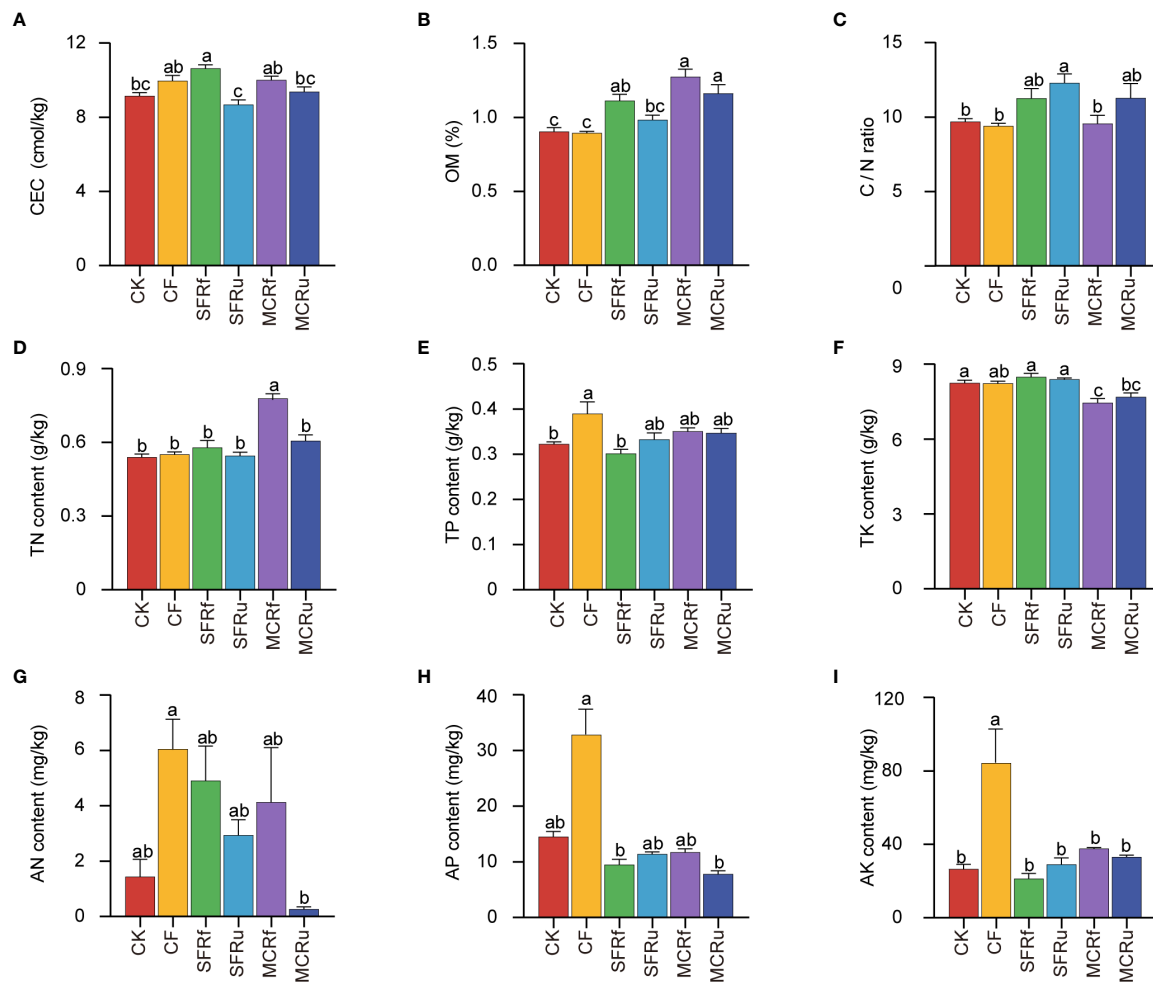 A
CEC (cmol/kg)
12
9
6
3
0
bc
ab
a
c
ab
bc
CK
CF
SFRf
SFRu
MCRf
MCRu
B
OM (%)
1.5
1.0
0.5
0.0
c
c
ab
bc
a
a
CK
CF
SFRf
SFRu
MCRf
MCRu
C
C / N ratio
15
10
5
0
b
b
ab
a
b
ab
CK
CF
SFRf
SFRu
MCRf
MCRu
D
TN content (g/kg)
0.9
0.6
0.3
0
b
b
b
b
a
b
CK
CF
SFRf
SFRu
MCRf
MCRu
E
TP content (g/kg)
0.5
0.4
0.3
0.2
0.1
0
b
a
b
ab
ab
ab
CK
CF
SFRf
SFRu
MCRf
MCRu
F
TK content (g/kg)
9
6
3
0
a
ab
a
a
c
bc
CK
CF
SFRf
SFRu
MCRf
MCRu
G
AN content (mg/kg)
8
6
4
2
0
ab
a
ab
ab
ab
b
CK
CF
SFRf
SFRu
MCRf
MCRu
H
AP content (mg/kg)
40
30
20
10
0
ab
a
b
ab
ab
b
CK
CF
SFRf
SFRu
MCRf
MCRu
I
AK content (mg/kg)
120
80
40
0
b
a
b
b
b
b
CK
CF
SFRf
SFRu
MCRf
MCRu